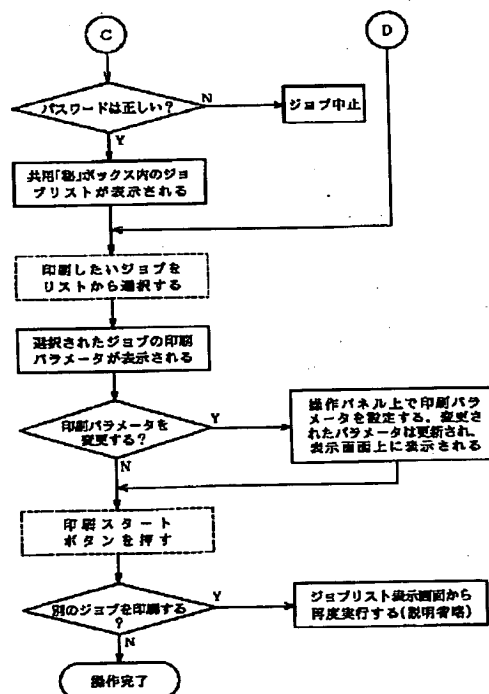 C
D
パスワードは正しい？
N
ジョブ中止
Y
共用「秘」ボックス内のジョ
ブリストが表示される
印刷したいジョブを
リストから選択する
選択されたジョブの印刷
パラメータが表示される
印刷パラメータを
変更する？
Y
操作パネル上で印刷パラ
メータを設定する。変更さ
れたパラメータは更新され、
表示画面上に表示される
N
印刷スタート
ボタンを押す
別のジョブを印刷する
？
Y
ジョブリスト表示画面から
再度実行する(説明省略)
N
操作完了